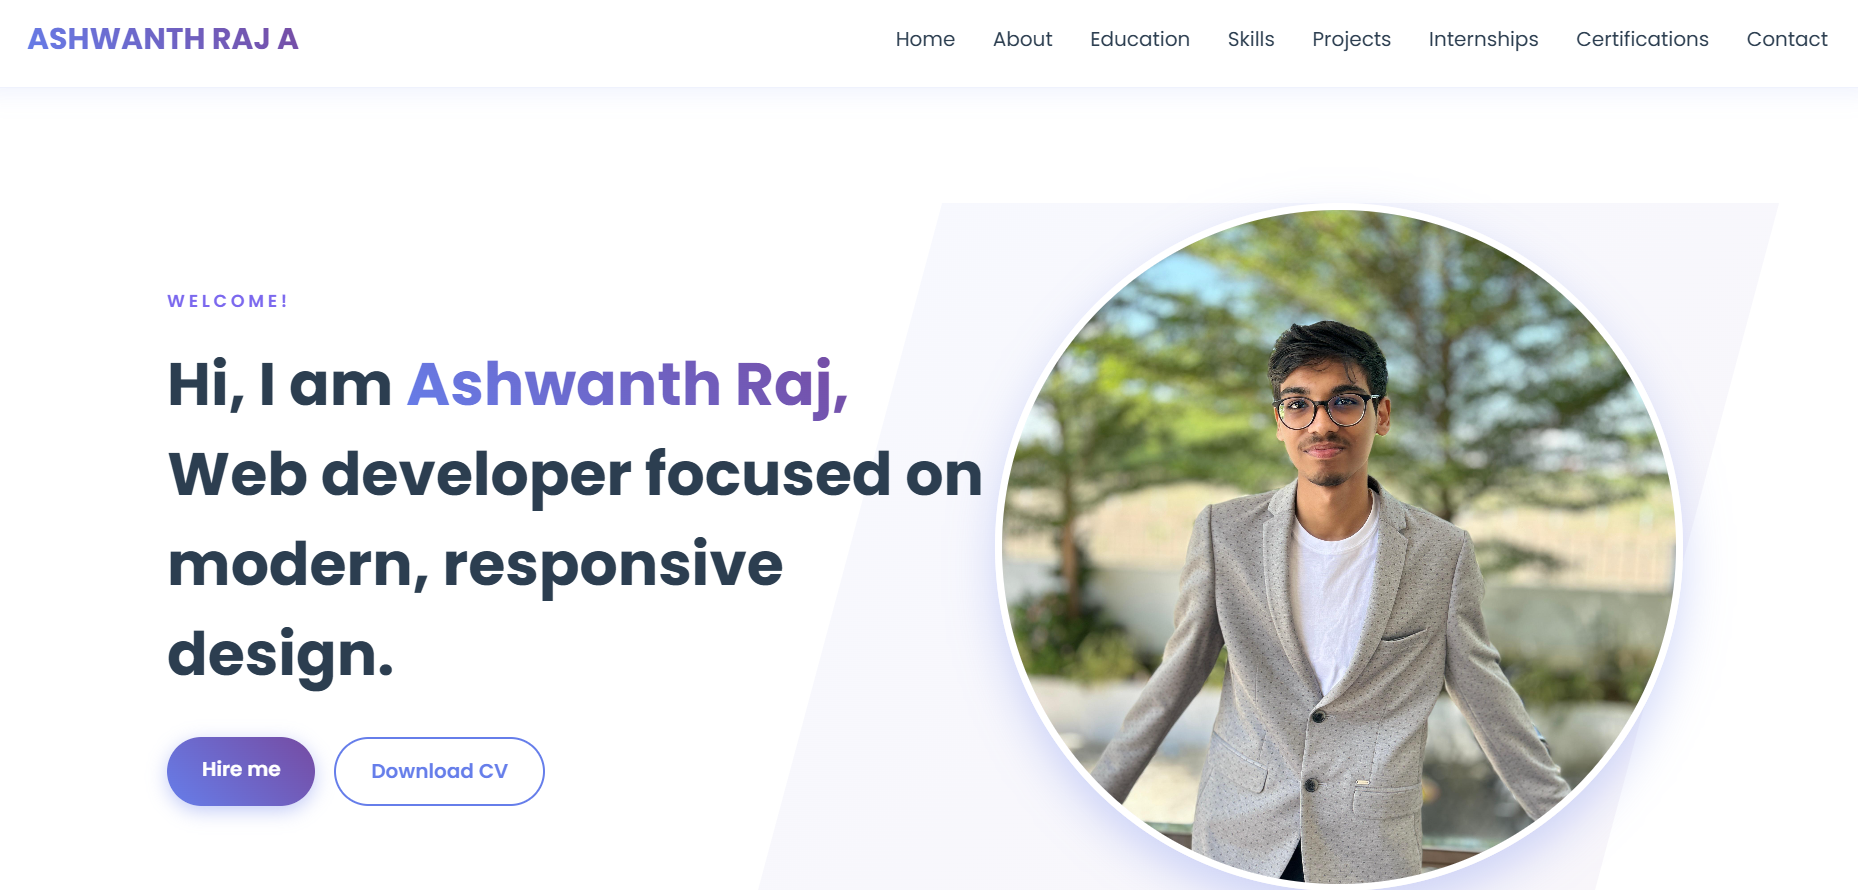 ASHWANTH RAJ A
Home About Education Skills Projects Internships Certifications Contact
WELCOME!
Hi, I am Ashwanth Raj,
Web developer focused on
modern, responsive
design.
Hire me
Download CV